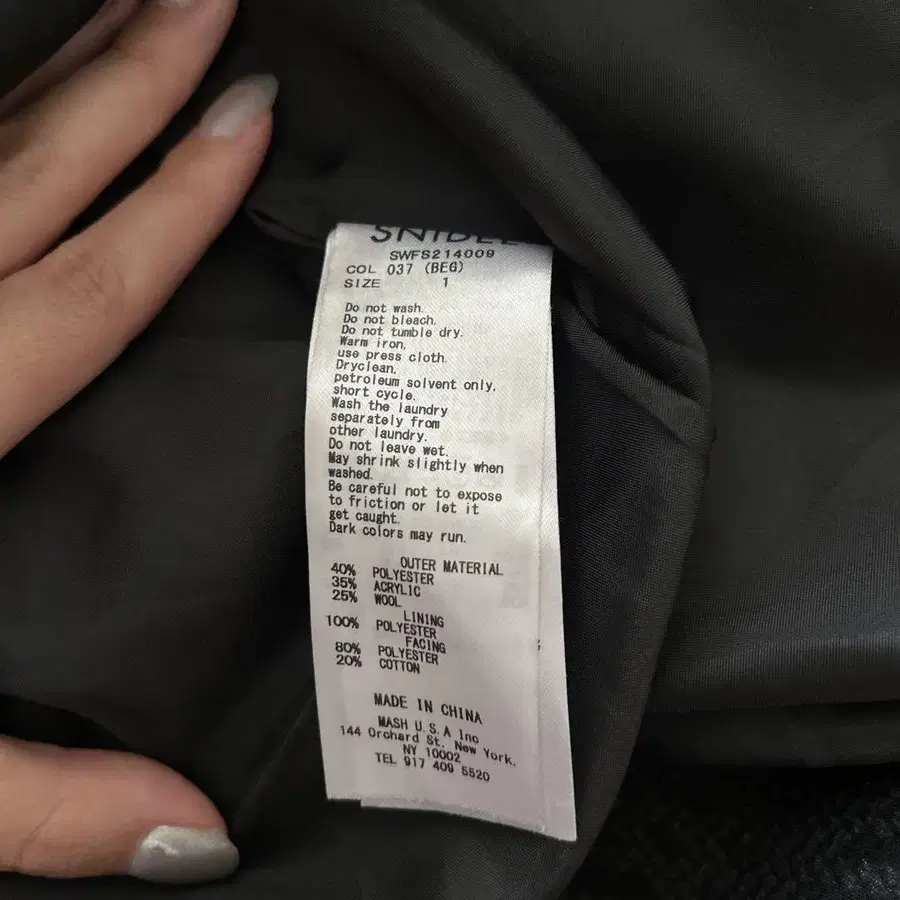 SNIDEL
SWFS214009
COL 037 (BEG)
SIZE 1
Do not wash.
Do not bleach.
Do not tumble dry.
Warm iron,
use press cloth.
Dryclean,
petroleum solvent only,
short cycle.
Wash the laundry
separately from
other laundry.
Do not leave wet.
May shrink slightly when
washed.
Be careful not to expose
to friction or let it
get caught.
Dark colors may run.
OUTER MATERIAL
40% POLYESTER
35% ACRYLIC
25% WOOL
LINING
100% POLYESTER
FACING
80% POLYESTER
20% COTTON
MADE IN CHINA
MASH U.S.A Inc
144 Orchard St. New York,
NY 10002
TEL 917 409 5520